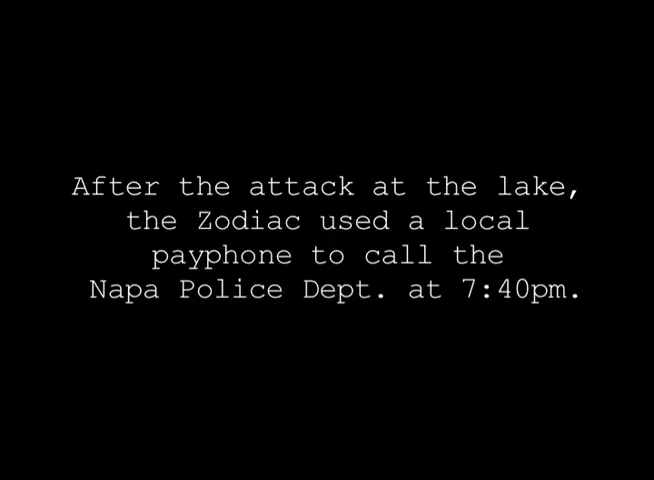 After the attack at the lake,
the Zodiac used a local
payphone to call the
Napa Police Dept. at 7:40pm.